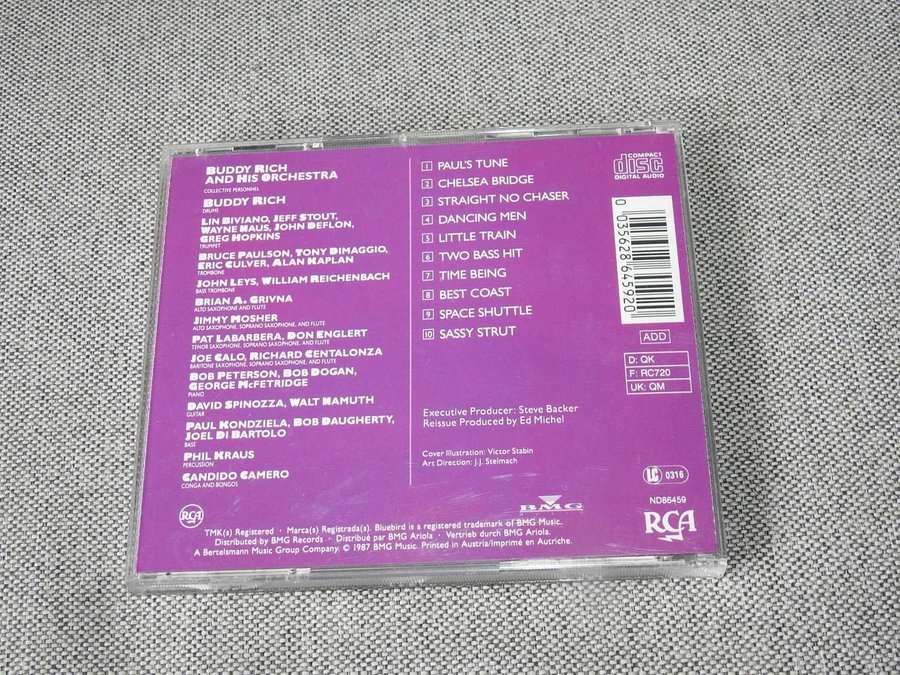 BUDDY RICH
AND HIS ORCHESTRA
COLLECTIVE PERSONNEL
BUDDY RICH
DRUMS
LIN BIVIANO, JEFF STOUT,
WAYNE NAUS, JOHN DEFLON,
GREG HOPKINS
TRUMPET
BRUCE PAULSON, TONY DIMAGGIO,
ERIC CULVER, ALAN KAPLAN
TROMBONE
JOHN LEYS, WILLIAM REICHENBACH
BASS TROMBONE
BRIAN A. GRIVNA
ALTO SAXOPHONE AND FLUTE
JIMMY MOSHER
ALTO SAXOPHONE, SOPRANO SAXOPHONE, AND FLUTE
PAT LABARBERA, DON ENGLERT
TENOR SAXOPHONE, SOPRANO SAXOPHONE, AND FLUTE
JOE CALO, RICHARD CENTALONZA
BARITONE SAXOPHONE, SOPRANO SAXOPHONE, AND FLUTE
BOB PETERSON, BOB DOGAN,
GEORGE MCFETRIDGE
PIANO
DAVID SPINOZZA, WALT NAMUTH
GUITAR
PAUL KONDZIELA, BOB DAUGHERTY,
JOEL DI BARTOLO
BASS
PHIL KRAUS
PERCUSSION
CANDIDO CAMERO
CONGA AND BONGOS
1 PAUL'S TUNE
2 CHELSEA BRIDGE
3 STRAIGHT NO CHASER
4 DANCING MEN
5 LITTLE TRAIN
6 TWO BASS HIT
7 TIME BEING
8 BEST COAST
9 SPACE SHUTTLE
10 SASSY STRUT
Executive Producer: Steve Backer
Reissue Produced by Ed Michel
Cover Illustration: Victor Stabin
Art Direction: J.J. Stelmach
COMPACT
disc
DIGITAL AUDIO
0 035628 645920
ADD
D: QK
F: RC720
UK: QM
LC 0316
ND86459
RCA
BMG
RCA
TMK(s) Registered • Marca(s) Registrada(s). Bluebird is a registered trademark of BMG Music.
Distributed by BMG Records • Distribué par BMG Ariola • Vertrieb durch BMG Ariola.
A Bertelsmann Music Group Company. © 1987 BMG Music. Printed in Austria/Imprimé en Autriche.